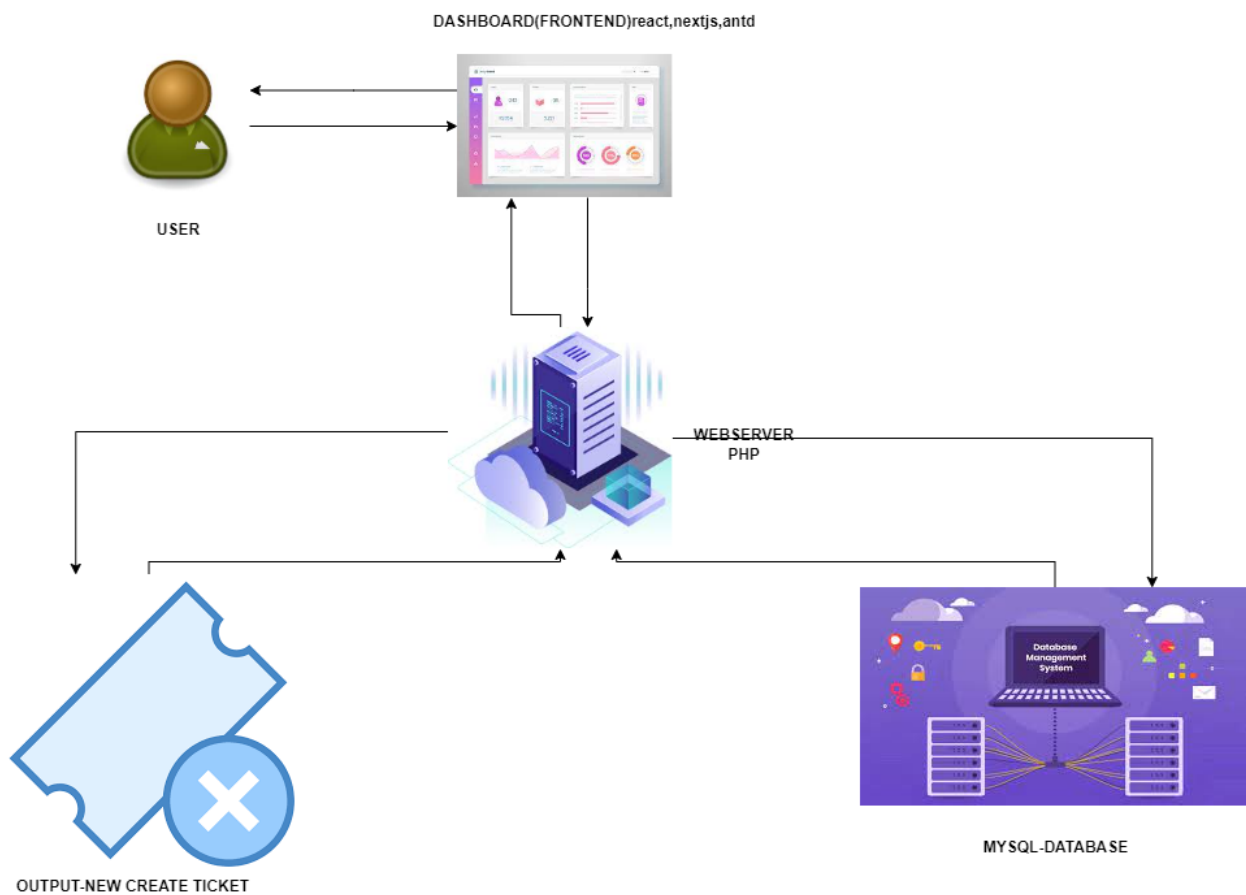 DASHBOARD(FRONTEND)react,nextjs,antd
USER
WEBSERVER
PHP
Database
Management
System
MYSQL-DATABASE
OUTPUT-NEW CREATE TICKET